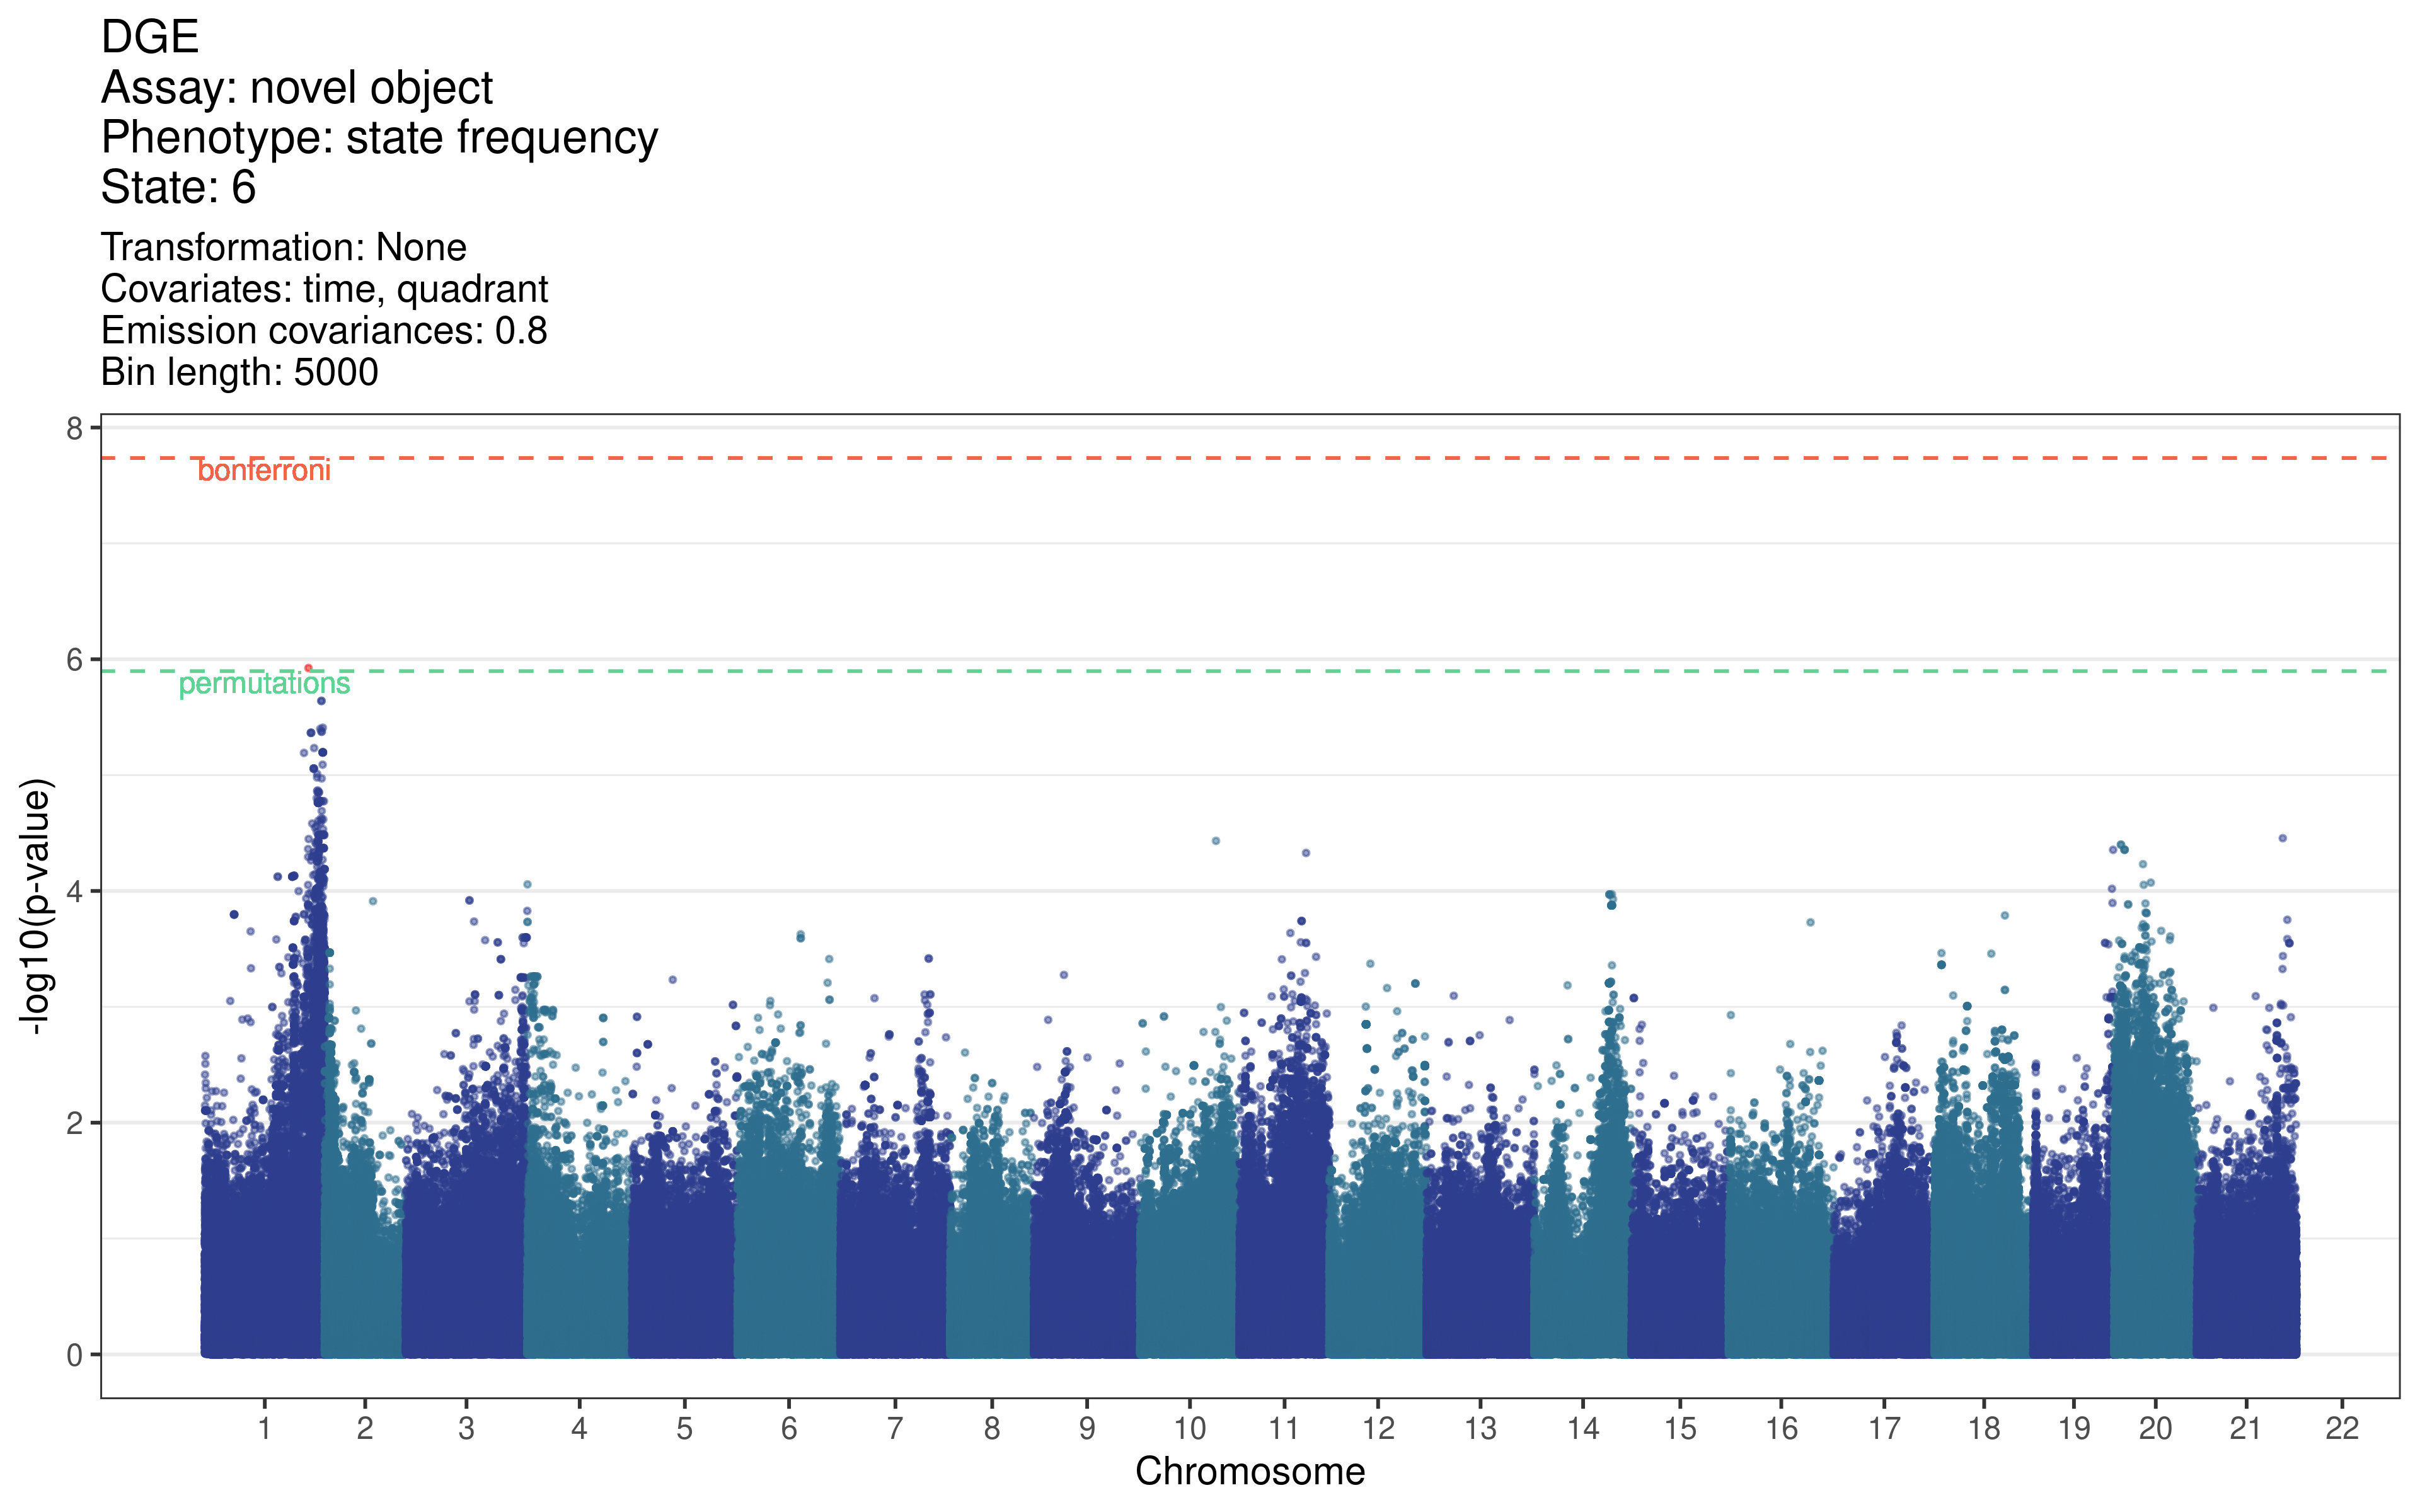 DGE
Assay: novel object
Phenotype: state frequency
State: 6
Transformation: None
Covariates: time, quadrant
Emission covariances: 0.8
Bin length: 5000
8
bonferroni
6
permutations
4
2
0
-log10(p-value)
1 2 3 4 5 6 7 8 9 10 11 12 13 14 15 16 17 18 19 20 21 22
Chromosome